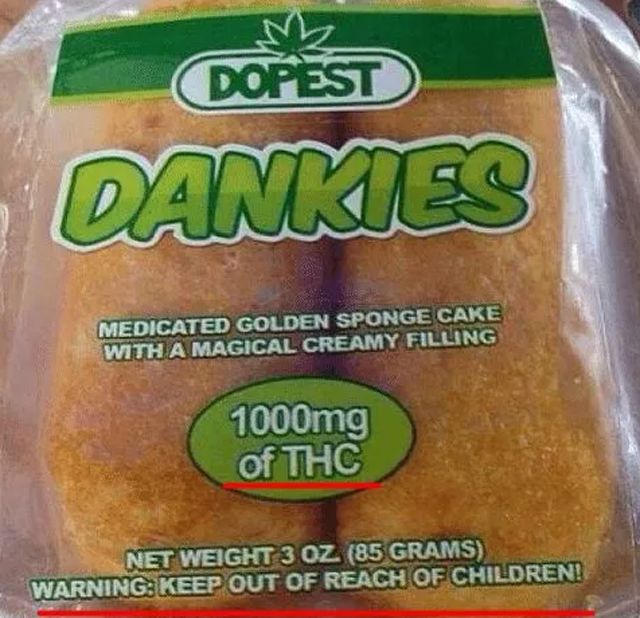 DOPEST
DANKIES
MEDICATED GOLDEN SPONGE CAKE
WITH A MAGICAL CREAMY FILLING
1000mg
of THC
NET WEIGHT 3 OZ. (85 GRAMS)
WARNING: KEEP OUT OF REACH OF CHILDREN!